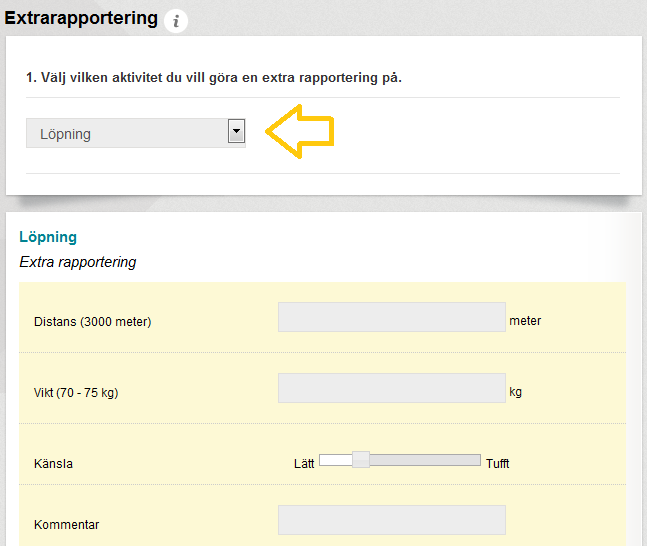 Extrarapportering i
1. Välj vilken aktivitet du vill göra en extra rapportering på.
Löpning
Löpning
Extra rapportering
Distans (3000 meter) meter
Vikt (70 - 75 kg) kg
Känsla Lätt Tufft
Kommentar